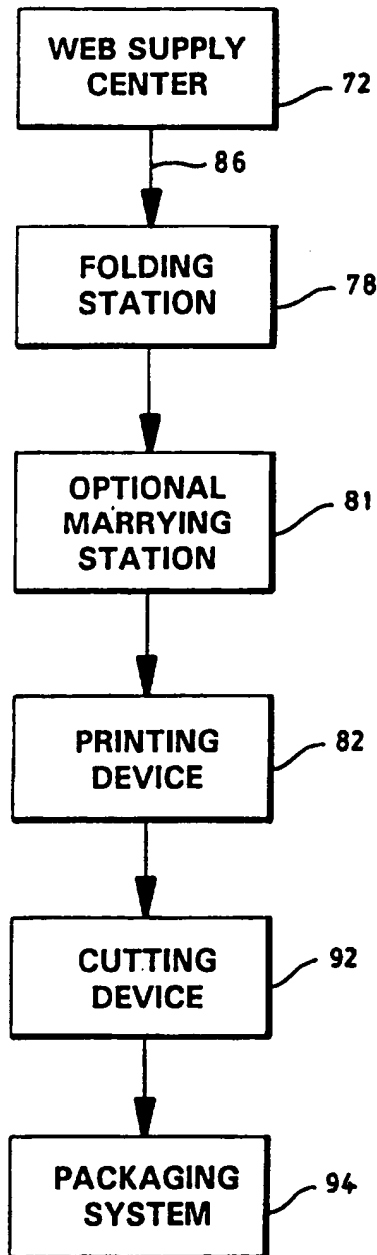 WEB SUPPLY
CENTER
72
86
FOLDING
STATION
78
OPTIONAL
MARRYING
STATION
81
PRINTING
DEVICE
82
CUTTING
DEVICE
92
PACKAGING
SYSTEM
94